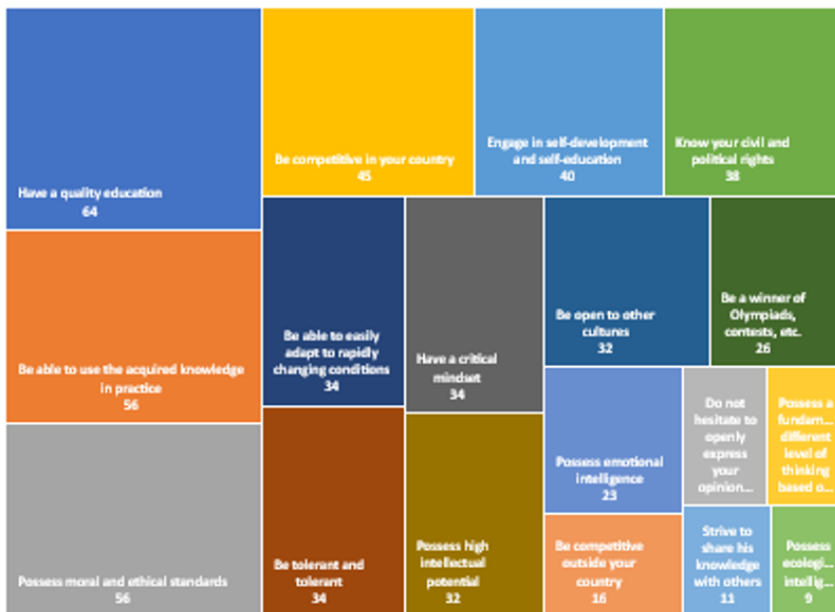 Have a quality education
64
Be competitive in your country
45
Engage in self-development
and self-education
40
Know your civil and
political rights
38
Be able to use the acquired knowledge
in practice
56
Be able to easily
adapt to rapidly
changing conditions
34
Have a critical
mindset
34
Be open to other
cultures
32
Be a winner of
Olympiads,
contests, etc.
26
Possess moral and ethical standards
56
Be tolerant and
tolerant
34
Possess high
intellectual
potential
32
Possess emotional
intelligence
23
Do not
hesitate to
openly
express
your
opinion...
Possess a
fundam...
different
level of
thinking
based o...
Be competitive
outside your
country
16
Strive to
share his
knowledge
with others
11
Possess
ecologi...
intellig...
9